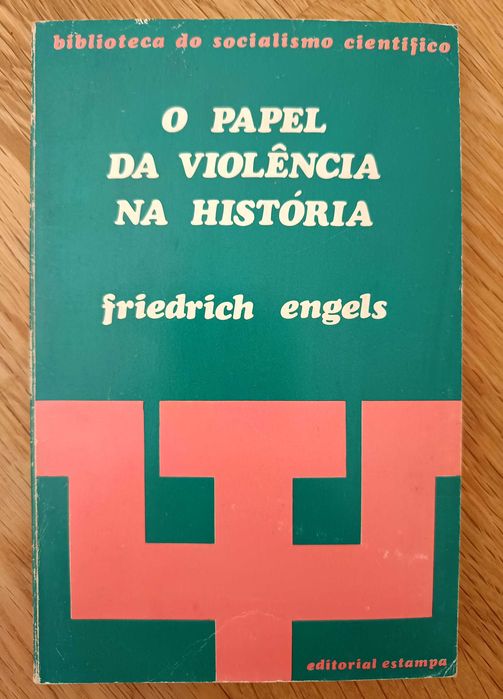 biblioteca do socialismo científico
O PAPEL
DA VIOLÊNCIA
NA HISTÓRIA
friedrich engels
editorial estampa